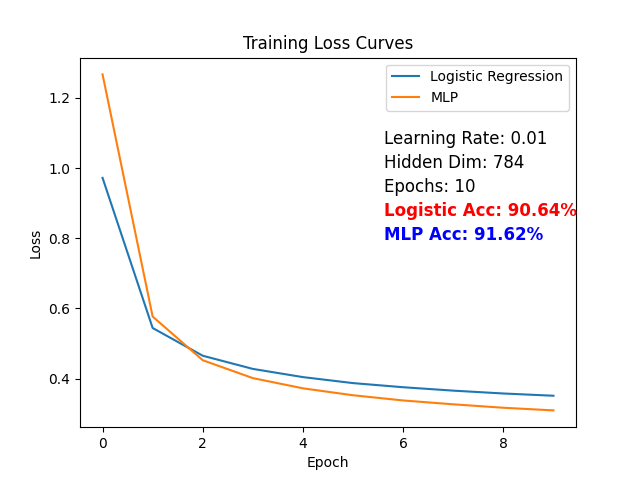 Training Loss Curves
Logistic Regression
MLP
Learning Rate: 0.01
Hidden Dim: 784
Epochs: 10
Logistic Acc: 90.64%
MLP Acc: 91.62%
Loss
1.2
1.0
0.8
0.6
0.4
0
2
4
6
8
Epoch